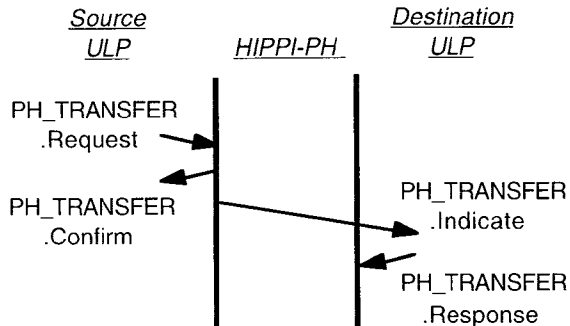 Source
ULP
HIPPI-PH
Destination
ULP
PH_TRANSFER
.Request
PH_TRANSFER
.Confirm
PH_TRANSFER
.Indicate
PH_TRANSFER
.Response